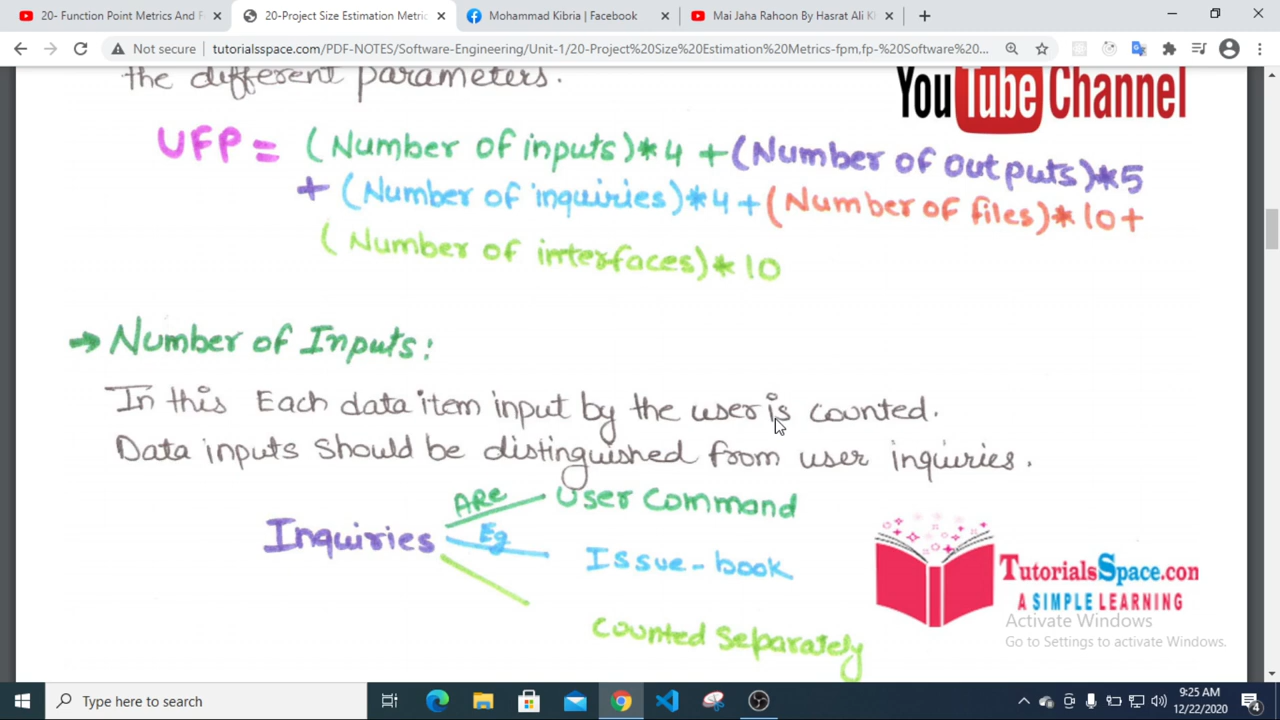 20- Function Point Metrics And F
20-Project Size Estimation Metric
Mohammad Kibria | Facebook
Mai Jaha Rahoon By Hasrat Ali K
Not secure
tutorialsspace.com/PDF-NOTES/Software-Engineering/Unit-1/20-Project%20Size%20Estimation%20Metrics-fpm,fp-%20Software%20...
the different parameters.
YouTube Channel
UFP = (Number of inputs)*4 +(Number of outputs)*5
+ (Number of inquiries)*4+(Number of files)*10+
(Number of interfaces)*10
→ Number of Inputs:
In this Each data item input by the user is counted.
Data inputs should be distinguished from user inquiries.
Inquiries
ARe
User Command
Eg
Issue-book
Counted Separately
TutorialsSpace.con
A SIMPLE LEARNING
Activate Windows
Go to Settings to activate Windows.
Type here to search
9:25 AM
12/22/2020
4